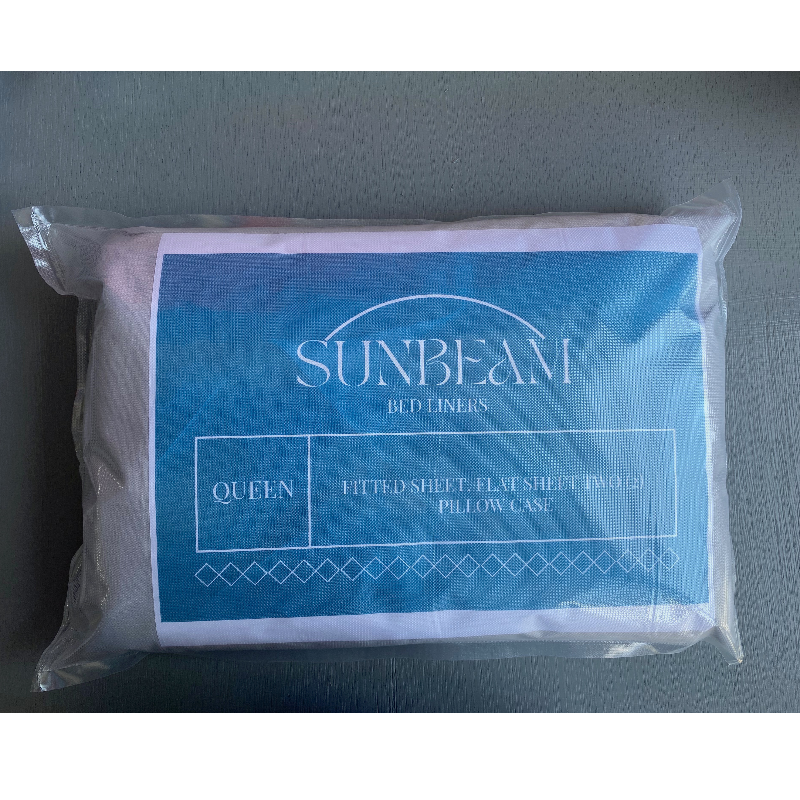 SUNBEAM
BED LINERS
QUEEN
FITTED SHEET, FLAT SHEET TWO (2)
PILLOW CASE